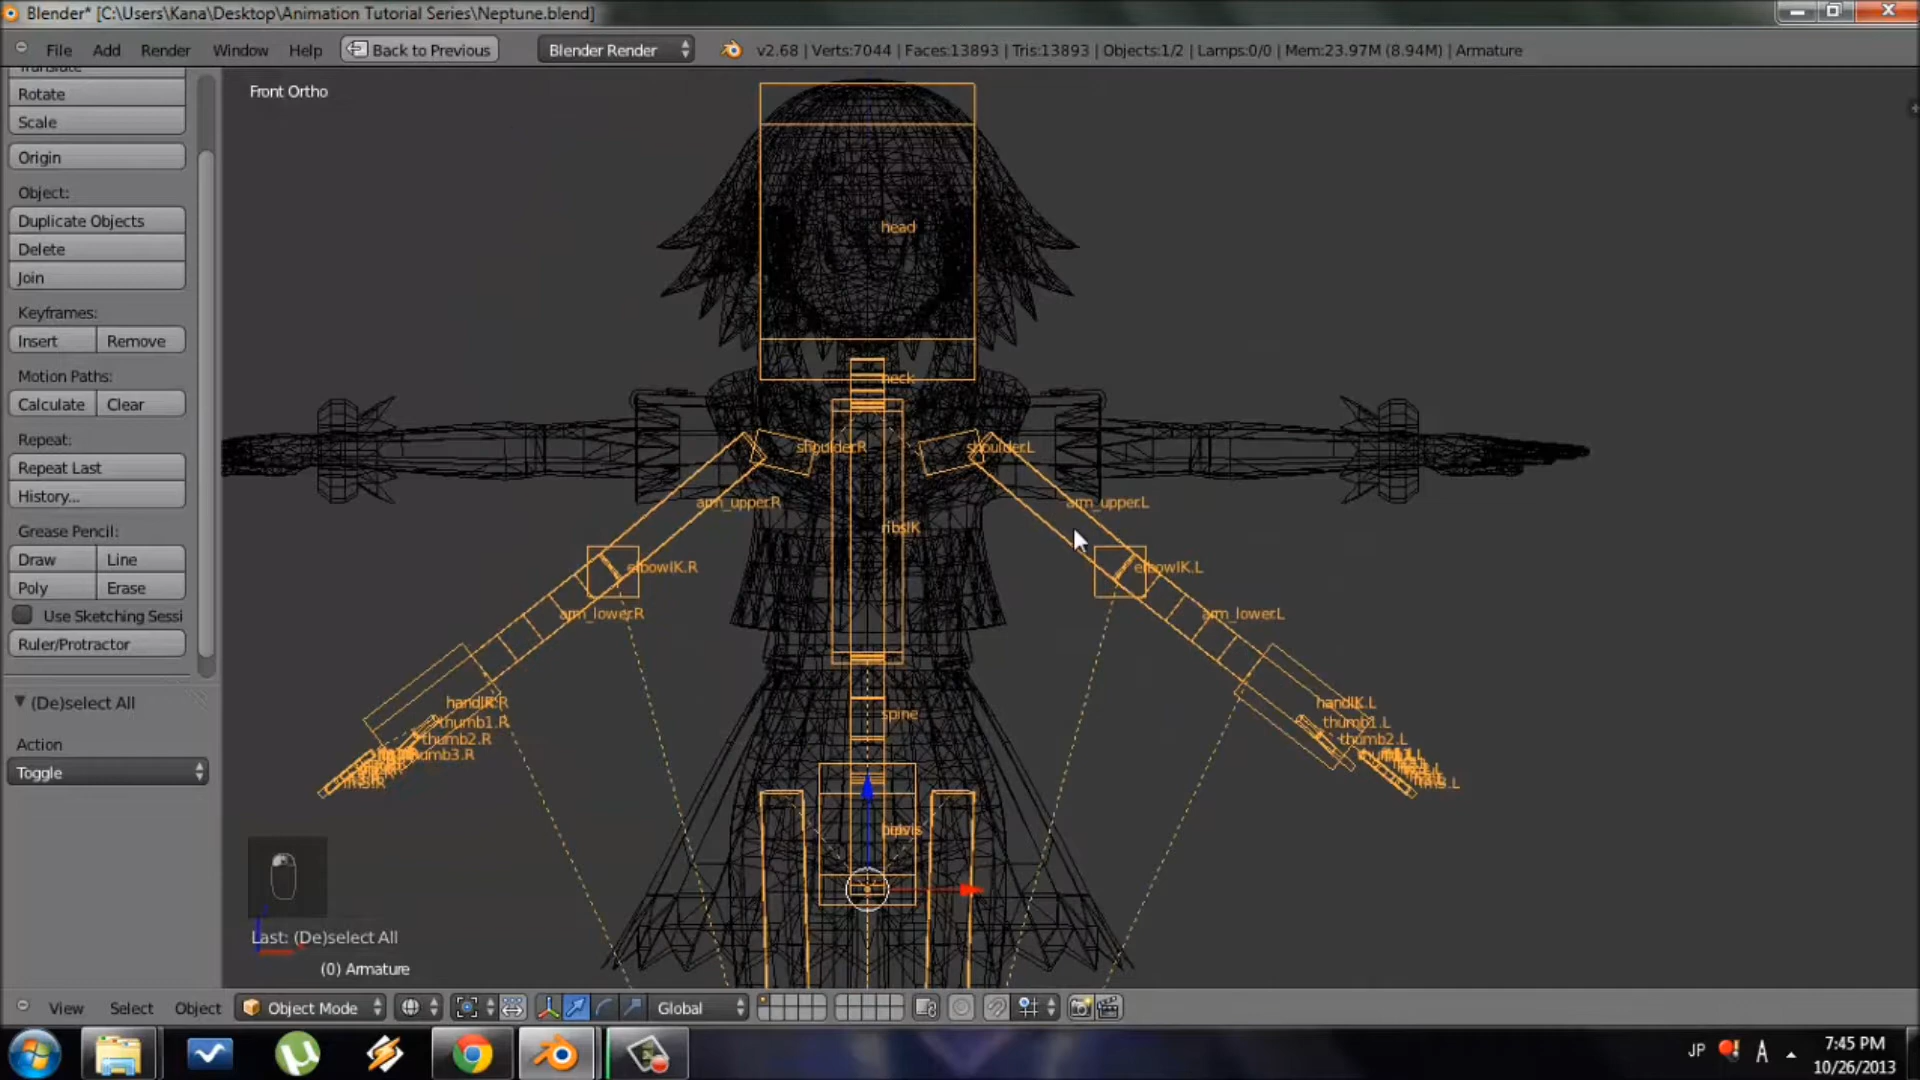 Blender* [C:\Users\Kana\Desktop\Animation Tutorial Series\Neptune.blend]
File Add Render Window Help Back to Previous Blender Render v2.68 | Verts:7044 | Faces:13893 | Tris:13893 | Objects:1/2 | Lamps:0/0 | Mem:23.97M (8.94M) | Armature
Translate
Rotate
Scale
Origin
Object:
Duplicate Objects
Delete
Join
Keyframes:
Insert Remove
Motion Paths:
Calculate Clear
Repeat:
Repeat Last
History...
Grease Pencil:
Draw Line
Poly Erase
Use Sketching Sessi
Ruler/Protractor
(De)select All
Action
Toggle
Front Ortho
head
neck
shoulder.R shoulder.L
arm_upper.R arm_upper.L
ribsIK
elbowIK.R elbowIK.L
arm_lower.R arm_lower.L
handIK.R handIK.L
thumb1.R thumb1.L
spine
thumb2.R thumb2.L
thumb3.R
Last: (De)select All
(0) Armature
View Select Object Object Mode Global
JP A 7:45 PM
10/26/2013